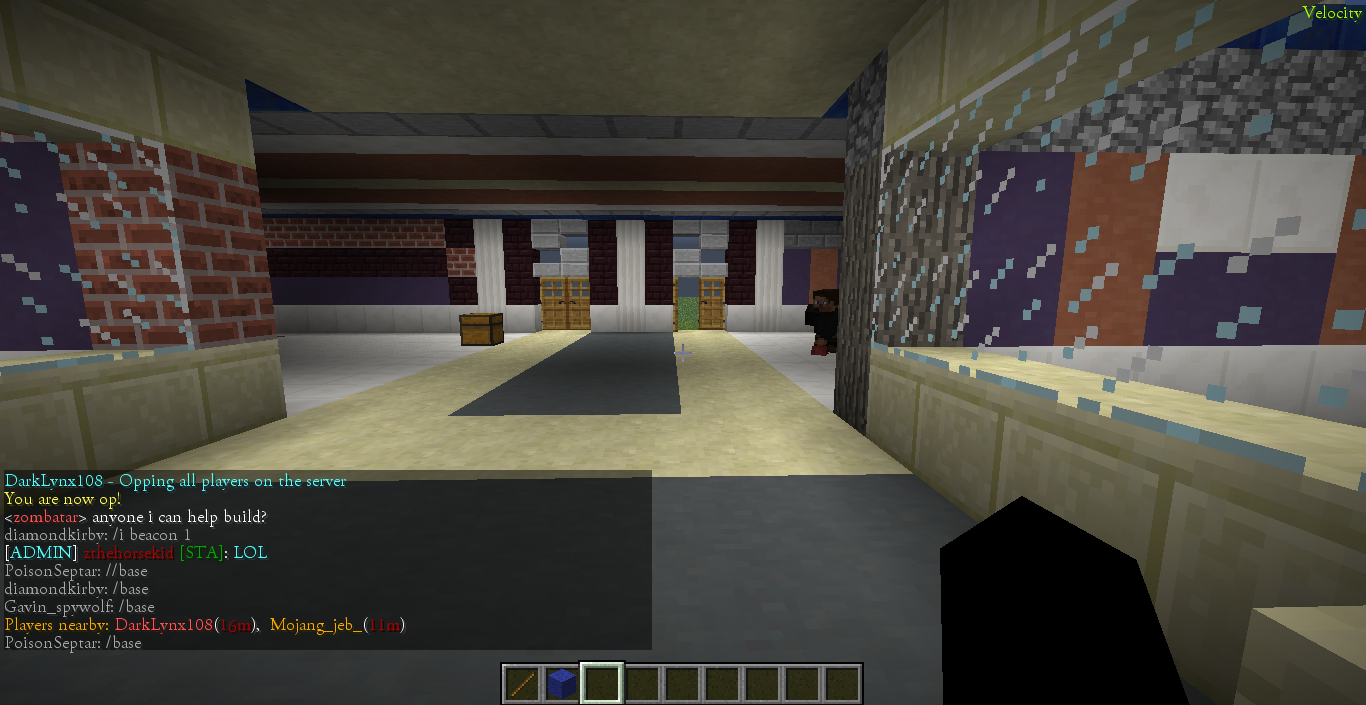 Velocity
DarkLynx108 - Opping all players on the server
You are now op!
<zombatar> anyone i can help build?
diamondkirby: /i beacon 1
[ADMIN] zthehorsekid [STA]: LOL
PoisonSeptar: //base
diamondkirby: /base
Gavin_spywolf: /base
Players nearby: DarkLynx108(16m), Mojang_jeb_(11m)
PoisonSeptar: /base